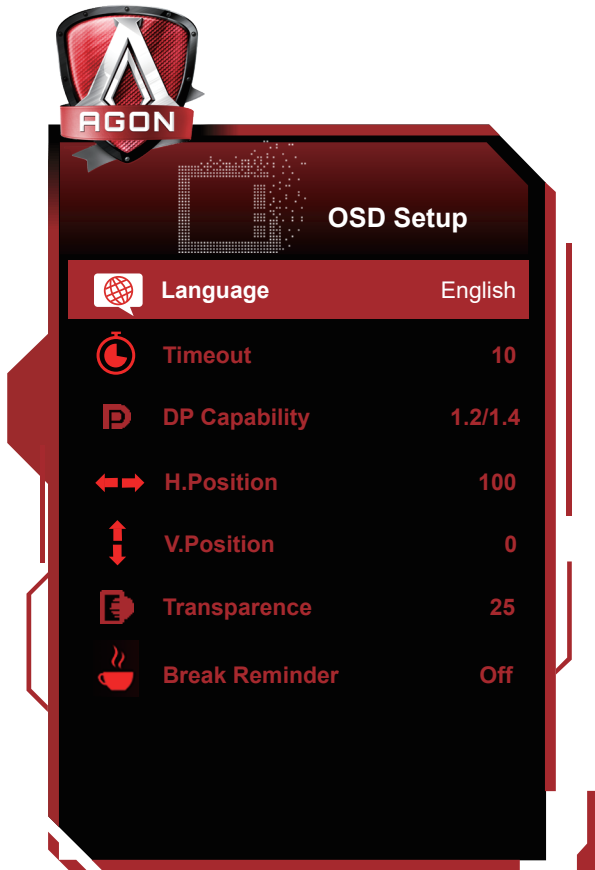 AGON
OSD Setup
Language English
Timeout 10
DP Capability 1.2/1.4
H.Position 100
V.Position 0
Transparence 25
Break Reminder Off